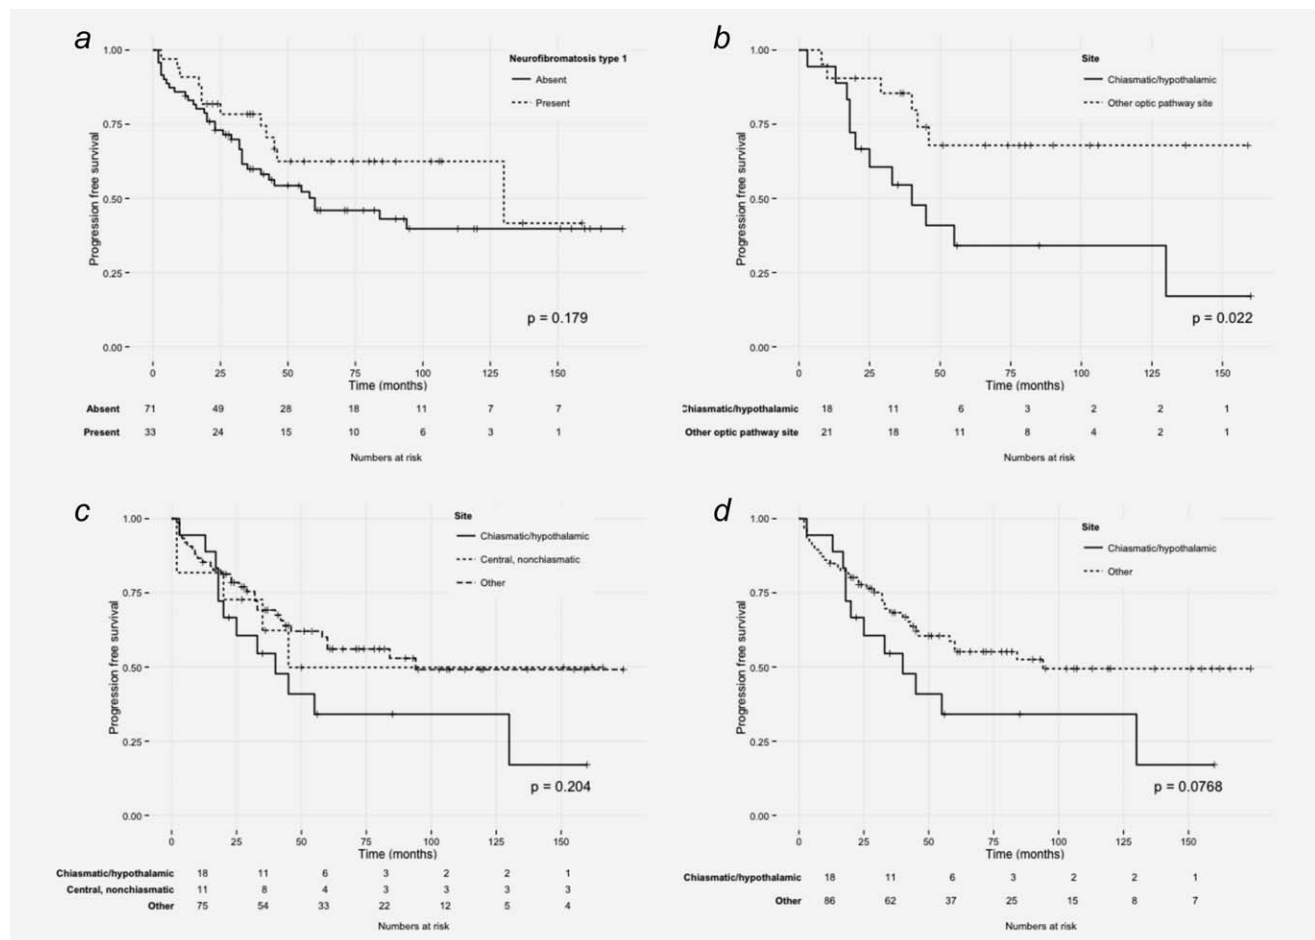 a
Neurofibromatosis type 1
Absent
Present
Progression free survival
1.00
0.75
0.50
0.25
0.00
p = 0.179
0 25 50 75 100 125 150
Time (months)
Absent 71 49 28 18 11 7 7
Present 33 24 15 10 6 3 1
Numbers at risk
b
Site
Chiasmatic/hypothalamic
Other optic pathway site
Progression free survival
1.00
0.75
0.50
0.25
0.00
p = 0.022
0 25 50 75 100 125 150
Time (months)
Chiasmatic/hypothalamic 18 11 6 3 2 2 1
Other optic pathway site 21 18 11 8 4 2 1
Numbers at risk
c
Site
Chiasmatic/hypothalamic
Central, nonchiasmatic
Other
Progression free survival
1.00
0.75
0.50
0.25
0.00
p = 0.204
0 25 50 75 100 125 150
Time (months)
Chiasmatic/hypothalamic 18 11 6 3 2 2 1
Central, nonchiasmatic 11 8 4 3 3 3 3
Other 75 54 33 22 12 5 4
Numbers at risk
d
Site
Chiasmatic/hypothalamic
Other
Progression free survival
1.00
0.75
0.50
0.25
0.00
p = 0.0768
0 25 50 75 100 125 150
Time (months)
Chiasmatic/hypothalamic 18 11 6 3 2 2 1
Other 86 62 37 25 15 8 7
Numbers at risk